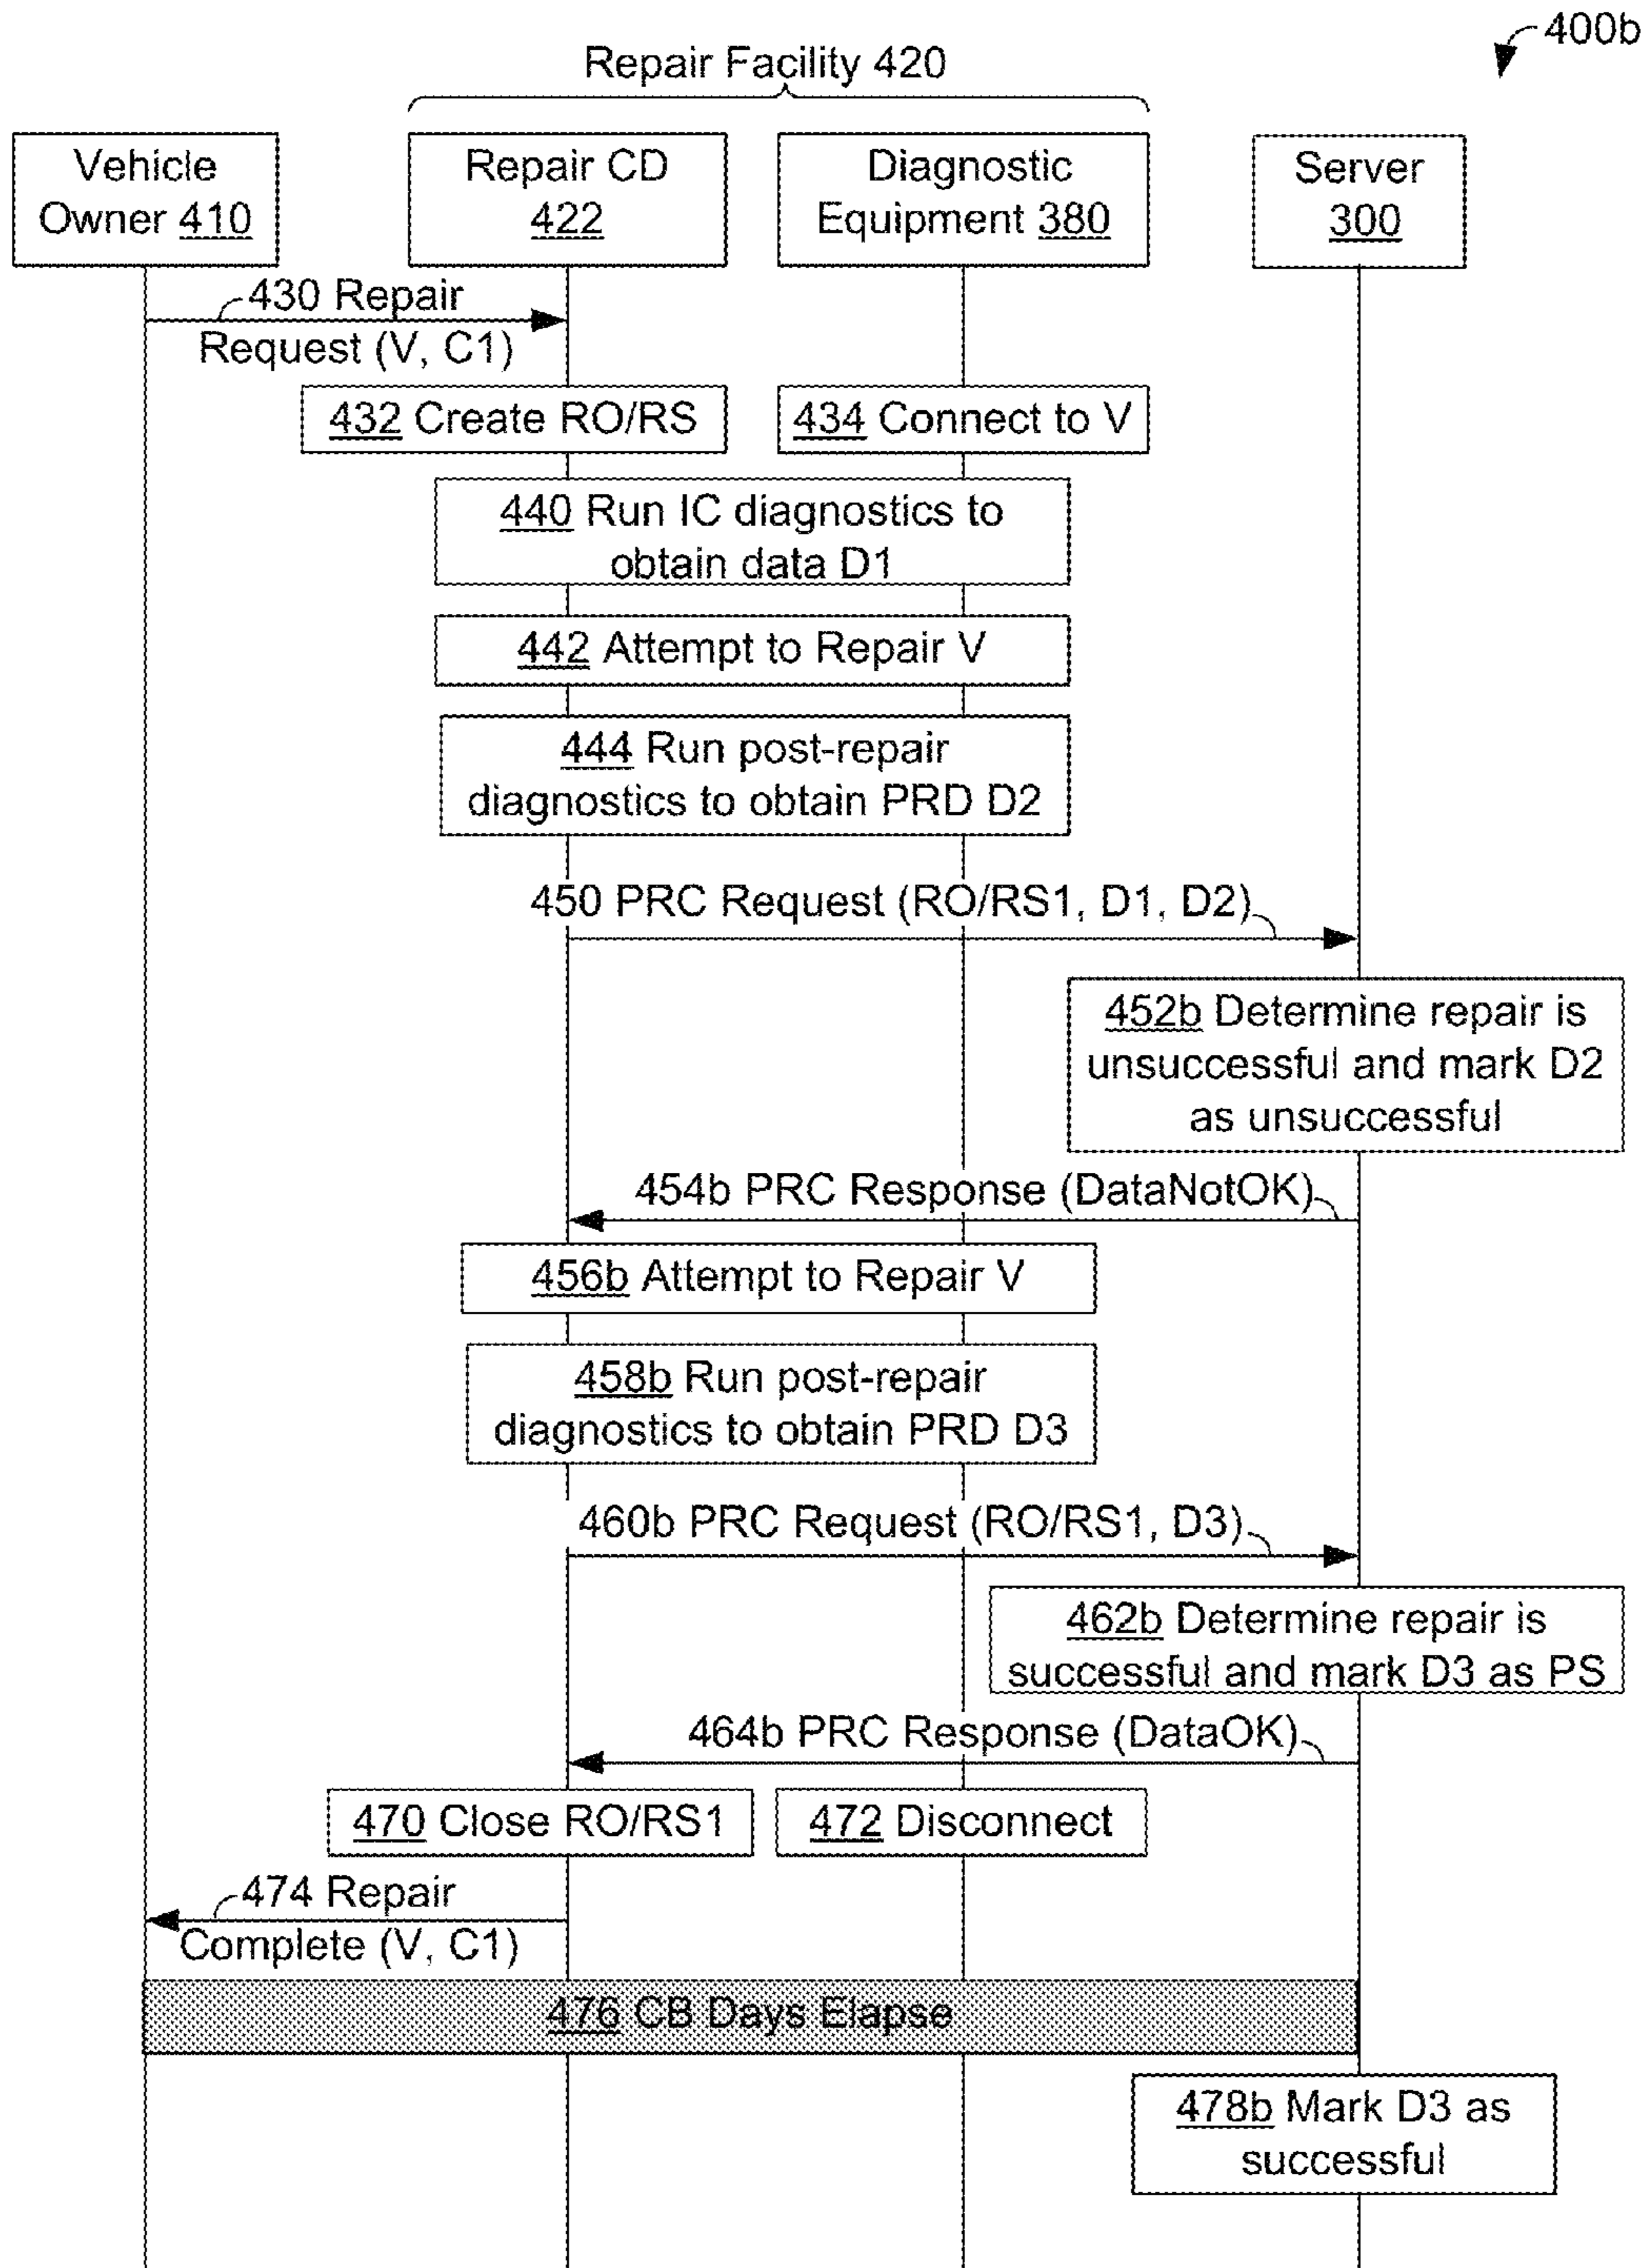 400b
Repair Facility 420
Vehicle
Owner 410
Repair CD
422
Diagnostic
Equipment 380
Server
300
430 Repair
Request (V, C1)
432 Create RO/RS
434 Connect to V
440 Run IC diagnostics to
obtain data D1
442 Attempt to Repair V
444 Run post-repair
diagnostics to obtain PRD D2
450 PRC Request (RO/RS1, D1, D2)
452b Determine repair is
unsuccessful and mark D2
as unsuccessful
454b PRC Response (DataNotOK)
456b Attempt to Repair V
458b Run post-repair
diagnostics to obtain PRD D3
460b PRC Request (RO/RS1, D3)
462b Determine repair is
successful and mark D3 as PS
464b PRC Response (DataOK)
470 Close RO/RS1
472 Disconnect
474 Repair
Complete (V, C1)
476 CB Days Elapse
478b Mark D3 as
successful